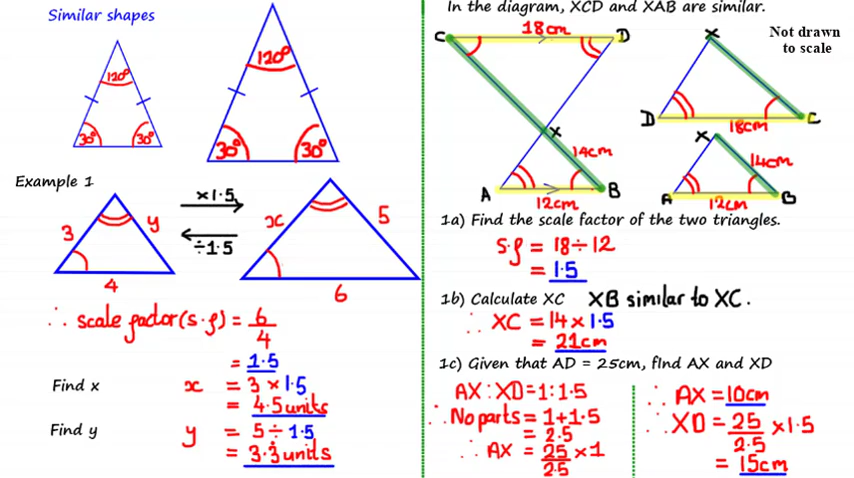 Similar shapes
120°
30°
30°
120°
30°
30°
Example 1
3
y
4
×1.5
÷1.5
x
5
6
∴ scale factor(s.f) = 6/4
= 1.5
Find x
x = 3 × 1.5
= 4.5 units
Find y
y = 5 ÷ 1.5
= 3.3̇ units
In the diagram, XCD and XAB are similar.
Not drawn
to scale
C
18cm
D
X
14cm
A
12cm
B
X
D
18cm
C
X
14cm
A
12cm
B
1a) Find the scale factor of the two triangles.
s.f = 18 ÷ 12
= 1.5
1b) Calculate XC XB similar to XC.
∴ XC = 14 × 1.5
= 21cm
1c) Given that AD = 25cm, find AX and XD
AX : XD = 1 : 1.5
∴ No parts = 1 + 1.5
= 2.5
∴ AX = 25/2.5 × 1
∴ AX = 10cm
∴ XD = 25/2.5 × 1.5
= 15cm